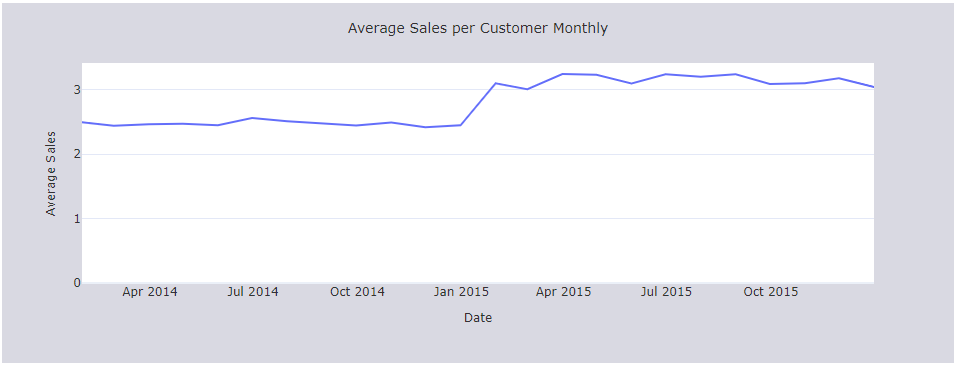 Average Sales per Customer Monthly
Average Sales
3
2
1
0
Apr 2014 Jul 2014 Oct 2014 Jan 2015 Apr 2015 Jul 2015 Oct 2015
Date